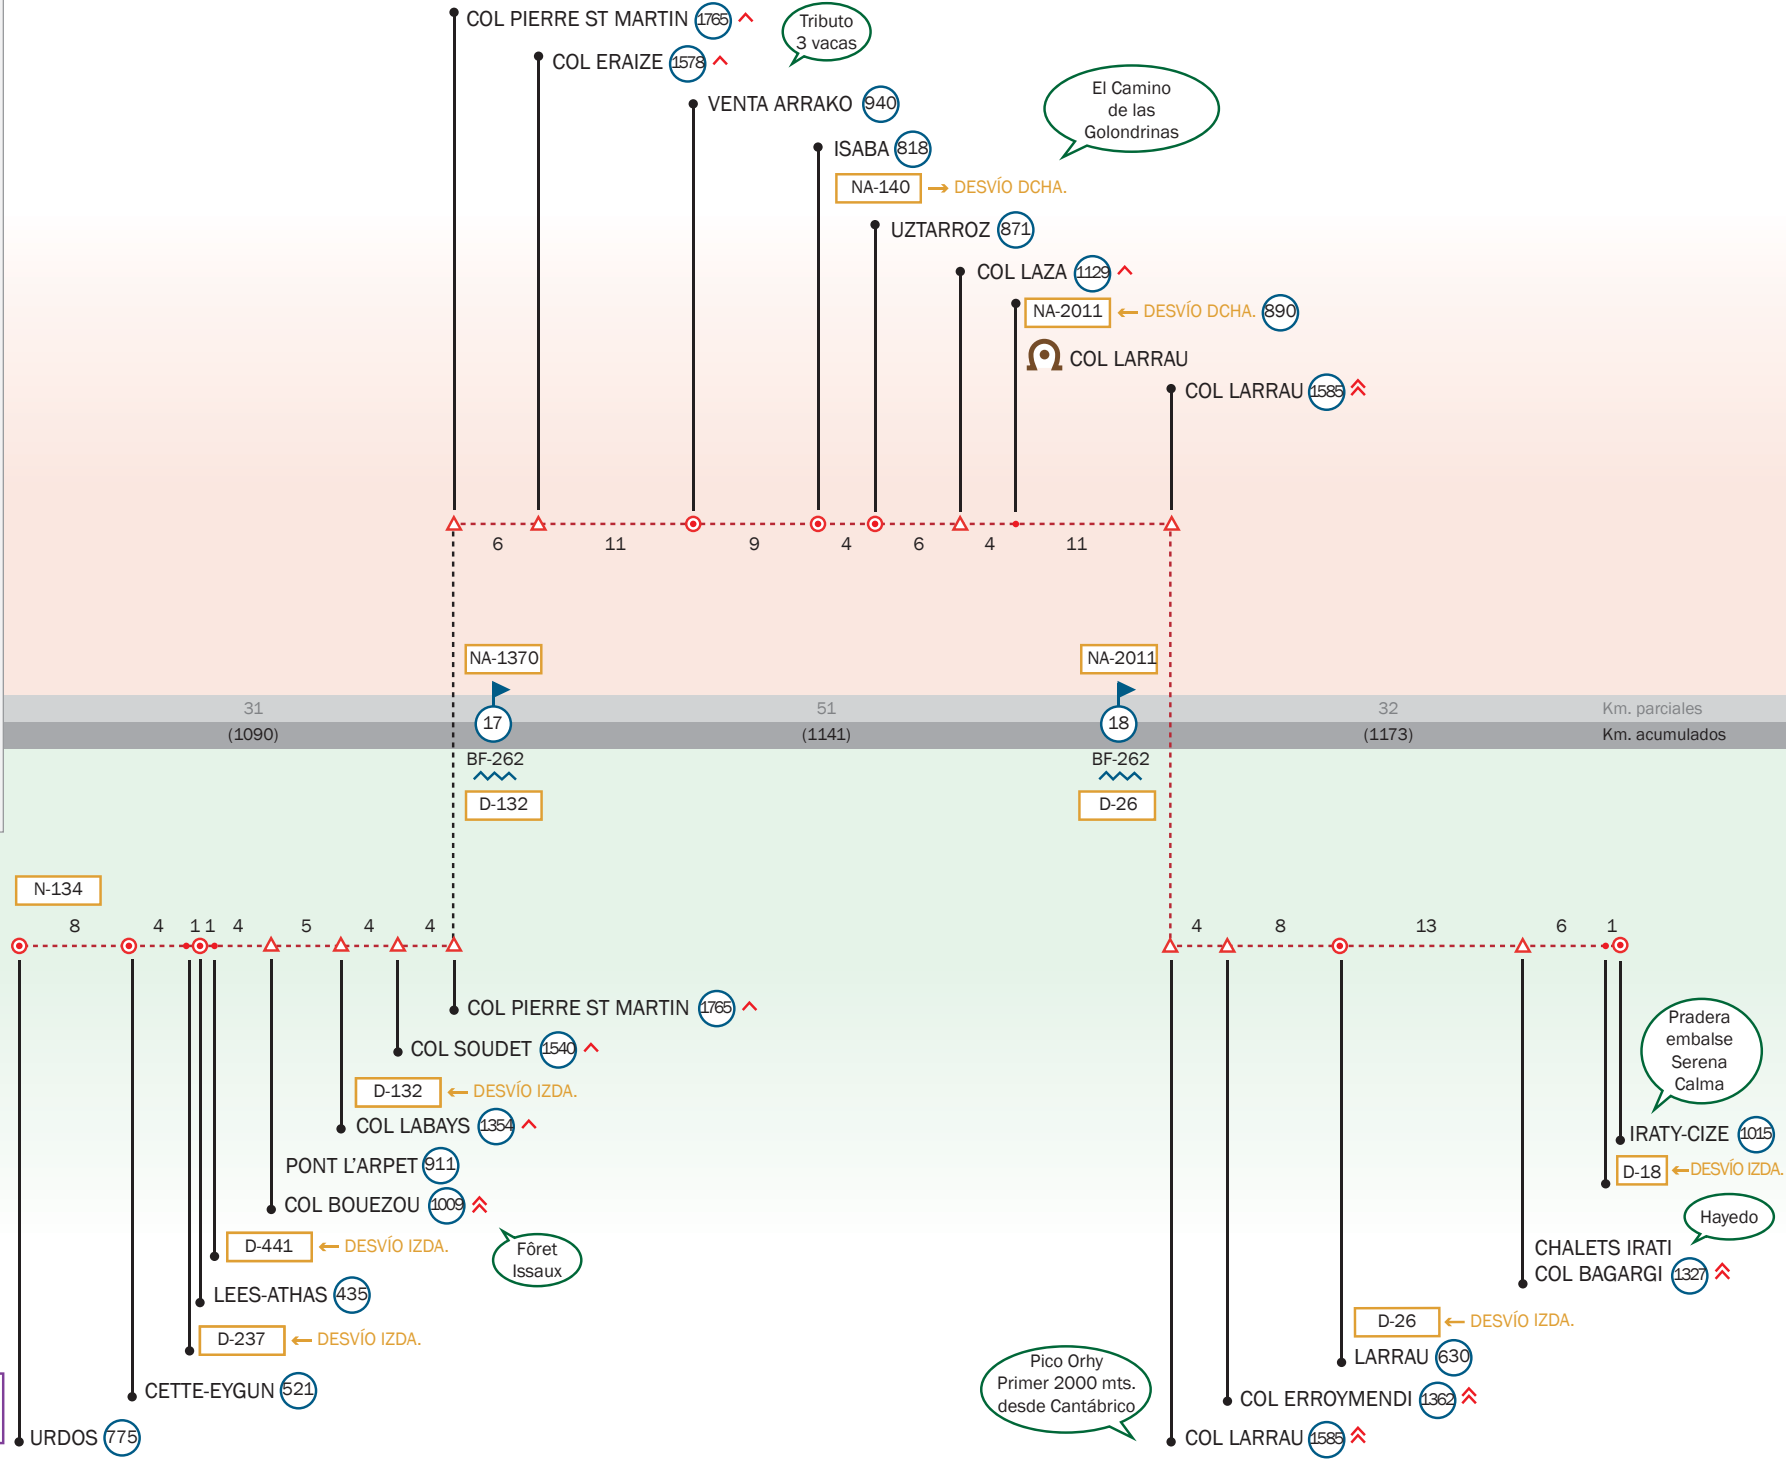 COL PIERRE ST MARTIN 1765
Tributo
3 vacas
COL ERAIZE 1578
VENTA ARRAKO 940
El Camino
de las
Golondrinas
ISABA 818
NA-140 → DESVÍO DCHA.
UZTARROZ 871
COL LAZA 1129
NA-2011 ← DESVÍO DCHA. 890
COL LARRAU
COL LARRAU 1585
6 11 9 4 6 4 11
NA-1370
NA-2011
31 51 32 Km. parciales
17 18
(1090) (1141) (1173) Km. acumulados
BF-262 BF-262
D-132 D-26
N-134
8 4 1 1 4 5 4 4
4 8 13 6 1
COL PIERRE ST MARTIN 1765
COL SOUDET 1540
D-132 ← DESVÍO IZDA.
COL LABAYS 1354
PONT L'ARPET 911
COL BOUEZOU 1009
D-441 ← DESVÍO IZDA.
Fôret
Issaux
LEES-ATHAS 435
D-237 ← DESVÍO IZDA.
CETTE-EYGUN 521
URDOS 775
Pradera
embalse
Serena
Calma
IRATY-CIZE 1015
D-18 ← DESVÍO IZDA.
Hayedo
CHALETS IRATI
COL BAGARGI 1327
D-26 ← DESVÍO IZDA.
LARRAU 630
Pico Orhy
Primer 2000 mts.
desde Cantábrico
COL ERROYMENDI 1362
COL LARRAU 1585